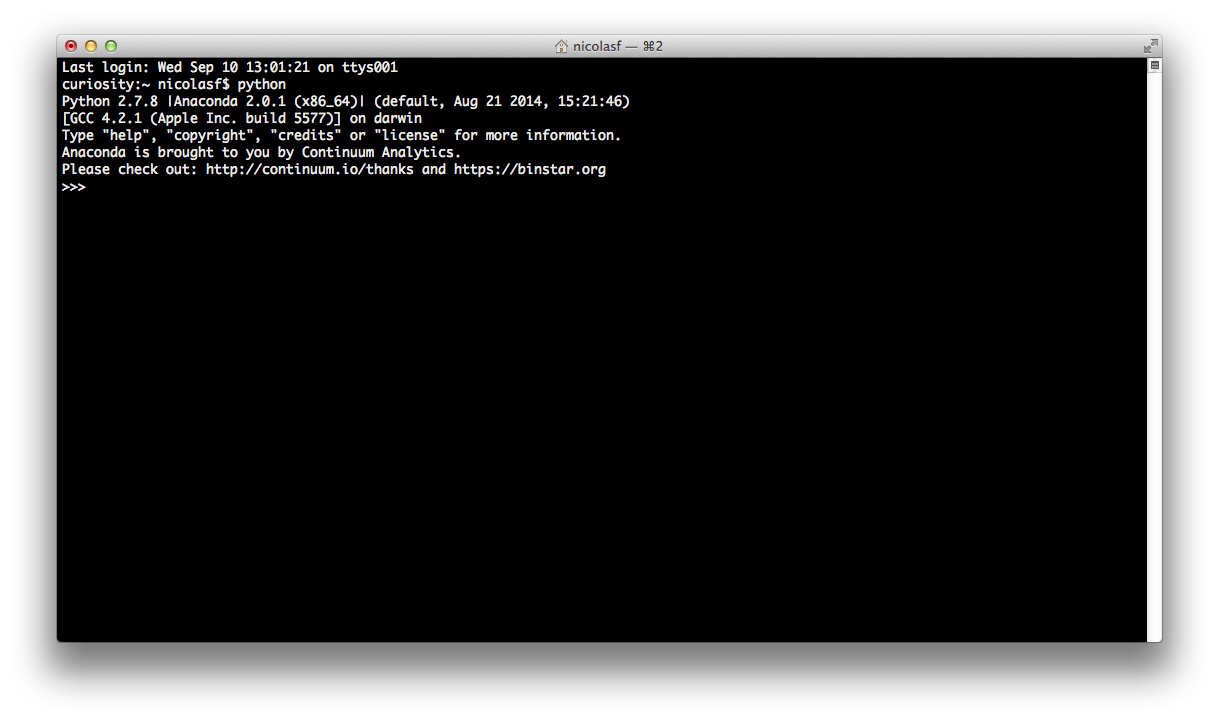 nicolasf — ⌘2
Last login: Wed Sep 10 13:01:21 on ttys001
curiosity:~ nicolasf$ python
Python 2.7.8 |Anaconda 2.0.1 (x86_64)| (default, Aug 21 2014, 15:21:46)
[GCC 4.2.1 (Apple Inc. build 5577)] on darwin
Type "help", "copyright", "credits" or "license" for more information.
Anaconda is brought to you by Continuum Analytics.
Please check out: http://continuum.io/thanks and https://binstar.org
>>>